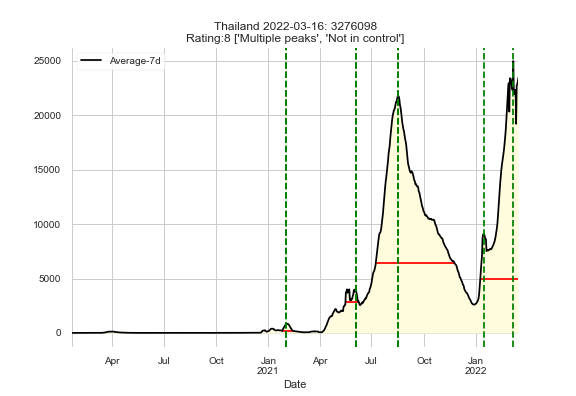 Thailand 2022-03-16: 3276098
Rating:8 ['Multiple peaks', 'Not in control']
Average-7d
25000
20000
15000
10000
5000
0
Apr
Jul
Oct
Jan
2021
Apr
Jul
Oct
Jan
2022
Date